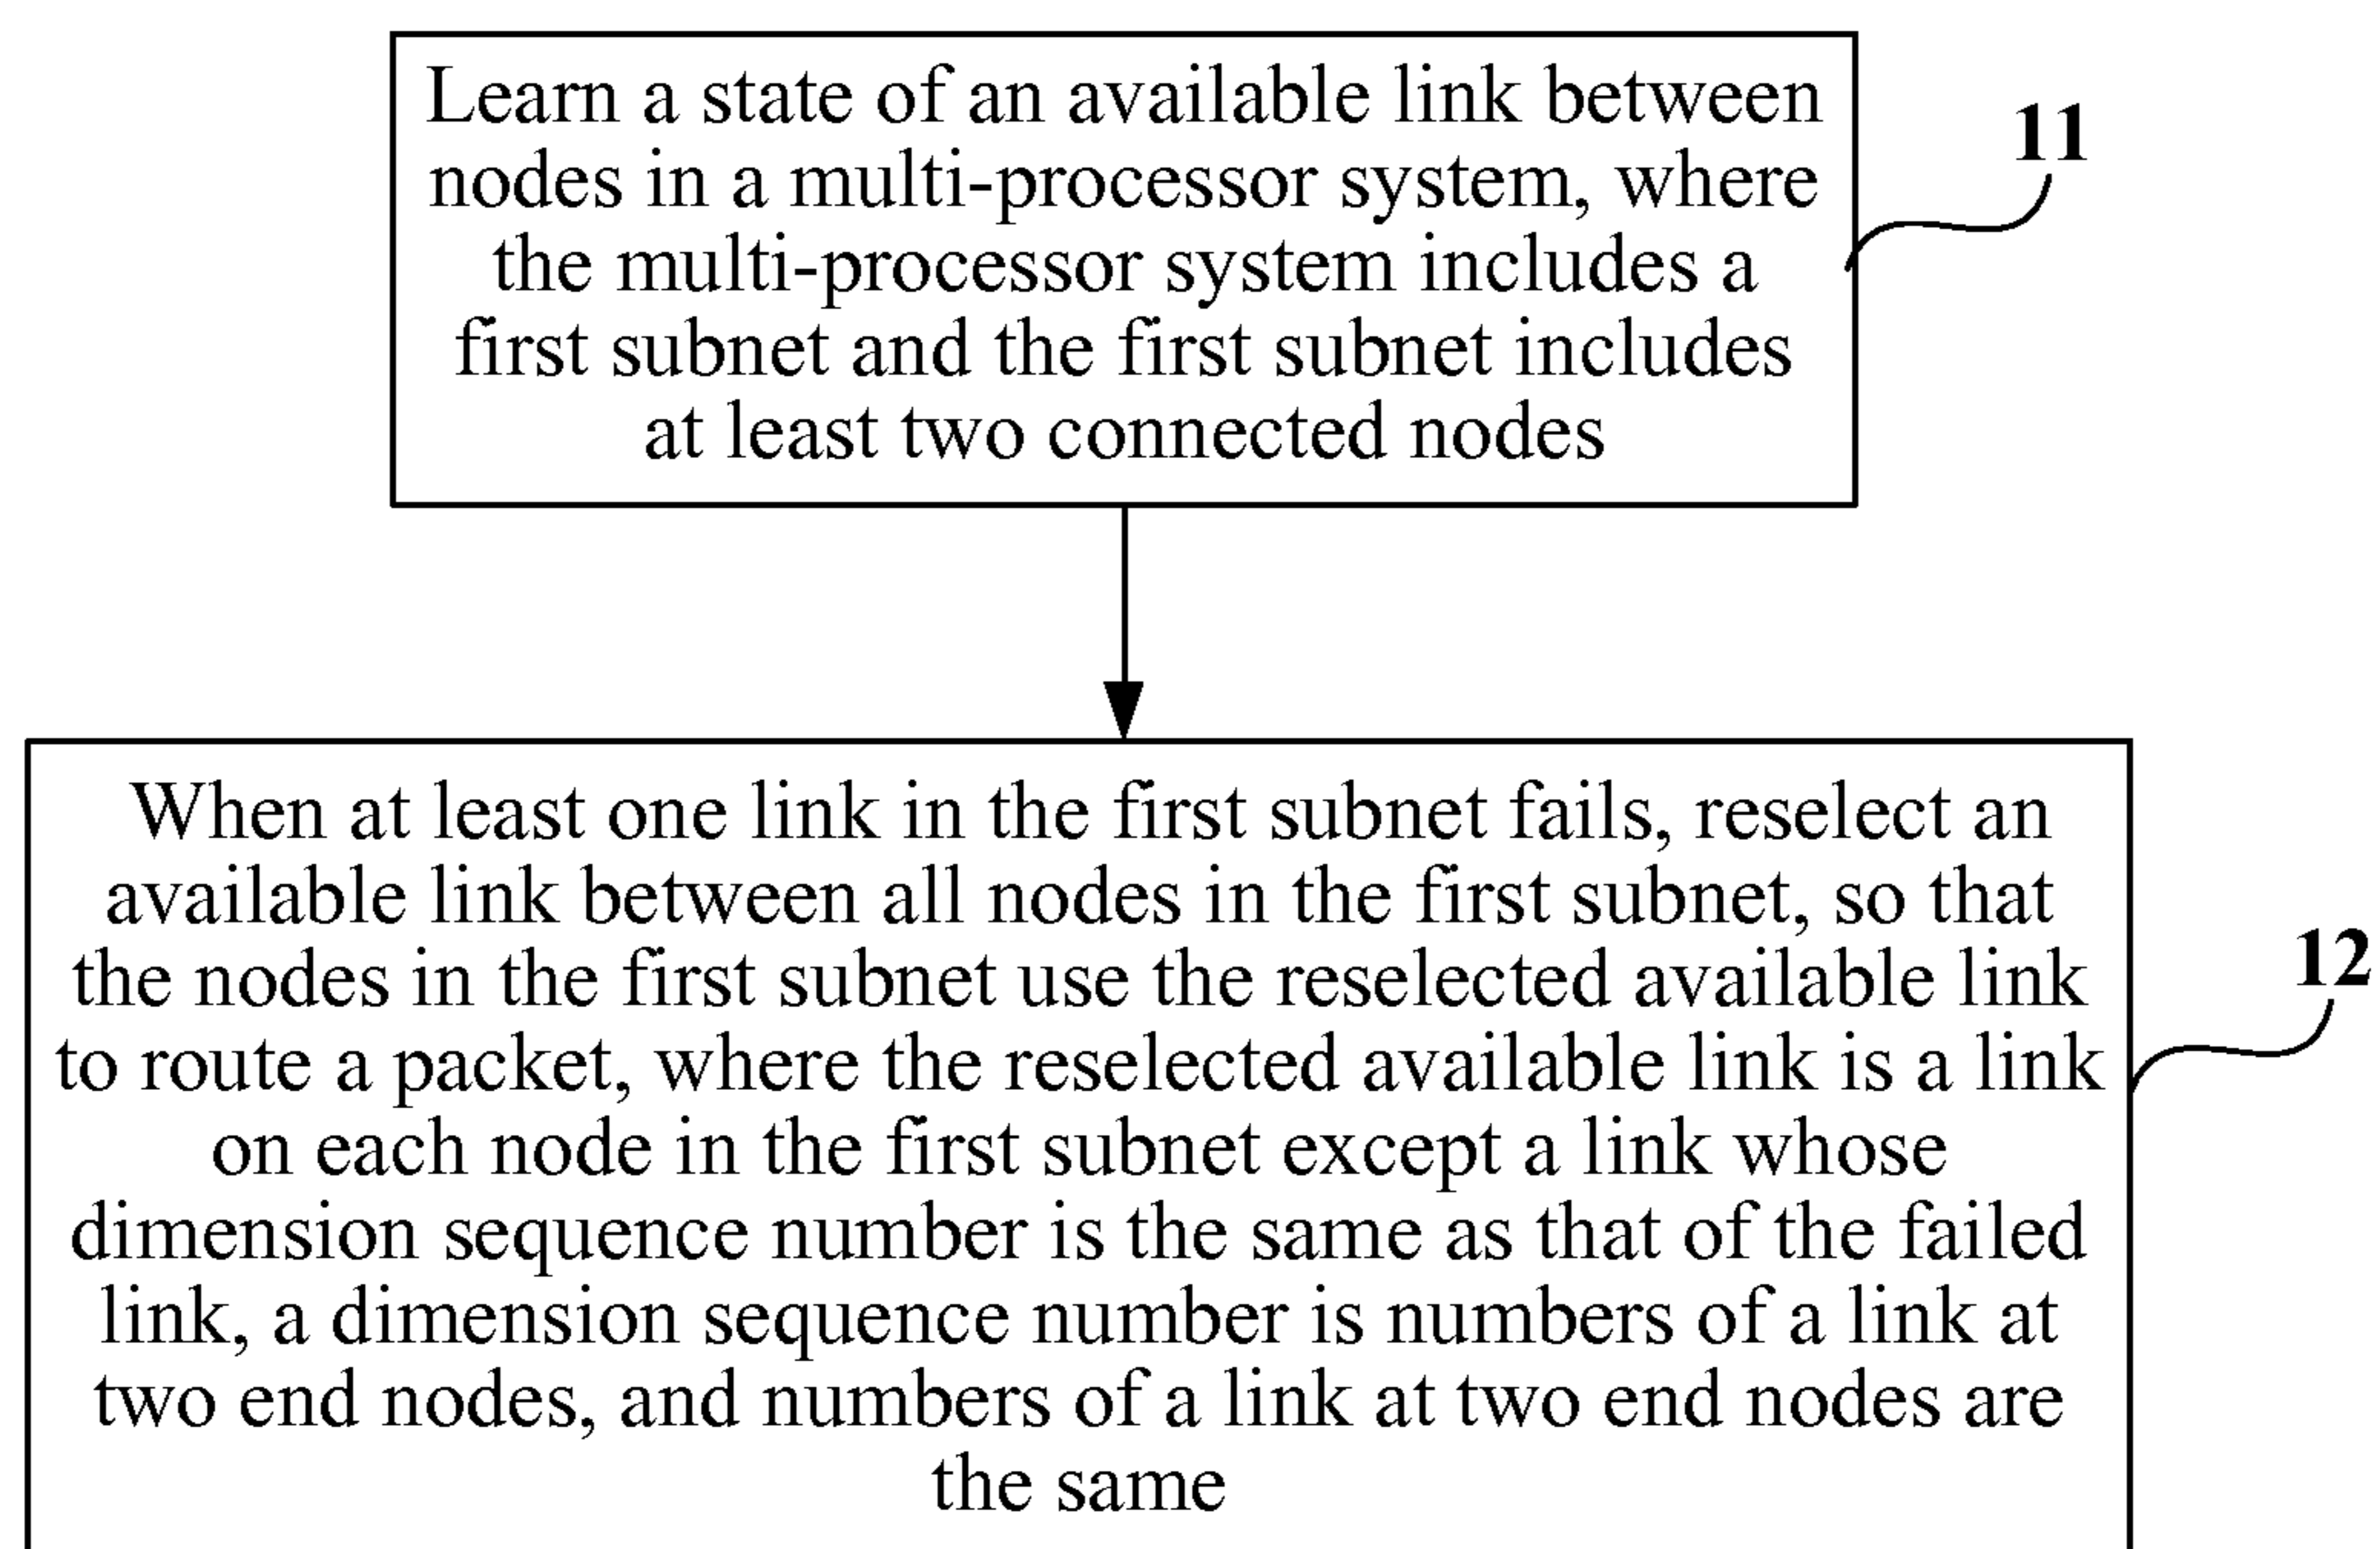 Learn a state of an available link between
nodes in a multi-processor system, where
the multi-processor system includes a
first subnet and the first subnet includes
at least two connected nodes
11
When at least one link in the first subnet fails, reselect an
available link between all nodes in the first subnet, so that
the nodes in the first subnet use the reselected available link
to route a packet, where the reselected available link is a link
on each node in the first subnet except a link whose
dimension sequence number is the same as that of the failed
link, a dimension sequence number is numbers of a link at
two end nodes, and numbers of a link at two end nodes are
the same
12